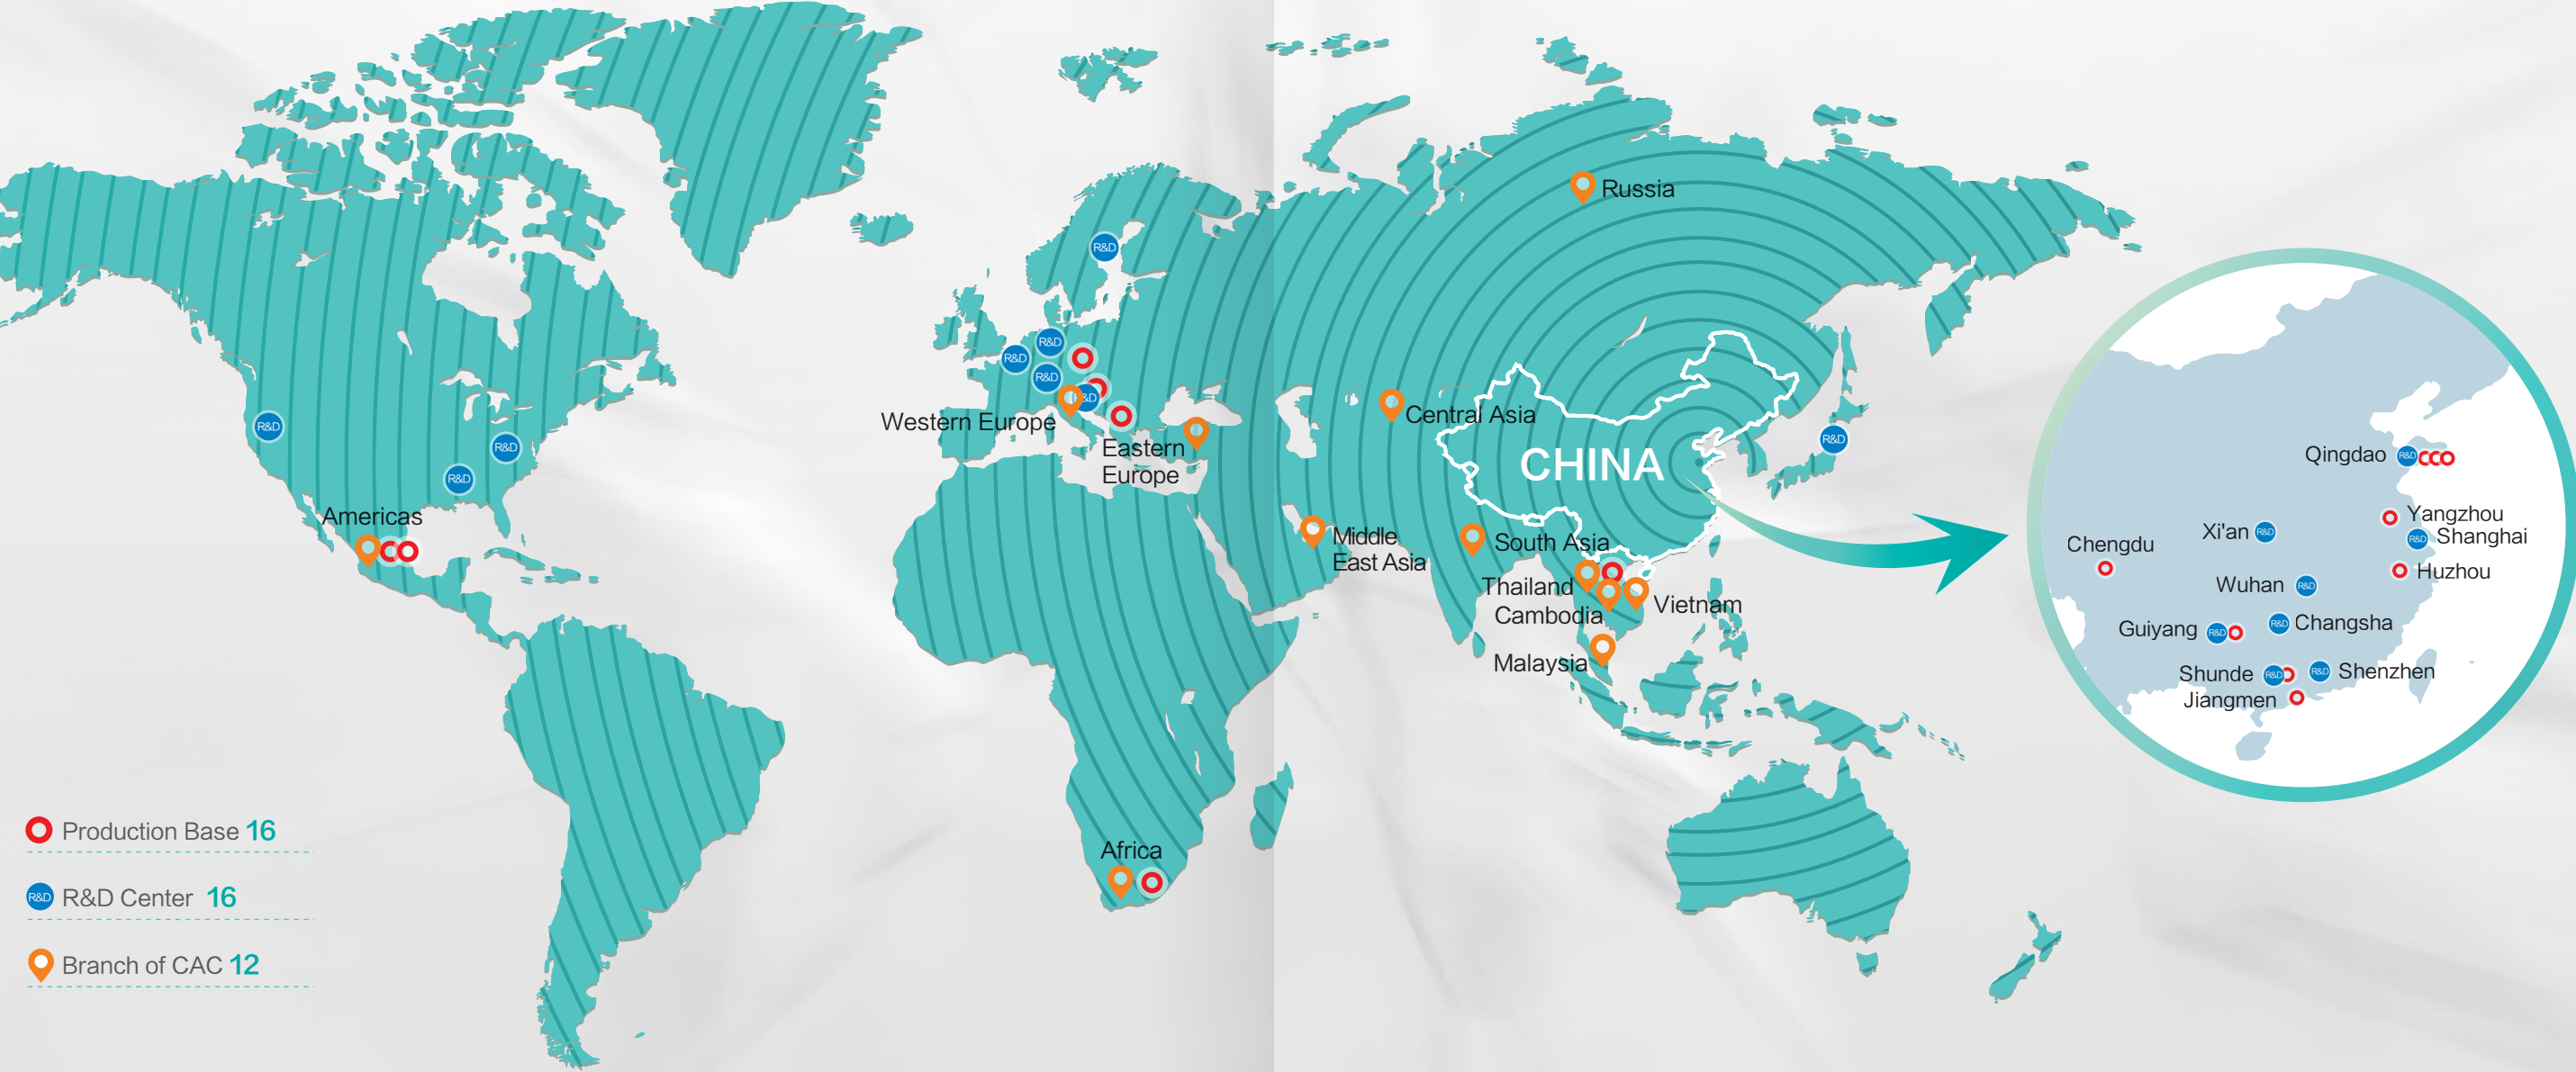 Russia
R&D
R&D
R&D
R&D
R&D
Western Europe
Eastern
Europe
Central Asia
CHINA
R&D
R&D
R&D
R&D
Americas
Middle
East Asia
South Asia
Thailand
Cambodia
Vietnam
Malaysia
Africa
Qingdao R&D
Yangzhou
Xi'an R&D
R&D Shanghai
Chengdu
Huzhou
Wuhan R&D
R&D Changsha
Guiyang R&D
Shunde R&D
R&D Shenzhen
Jiangmen
Production Base 16
R&D R&D Center 16
Branch of CAC 12